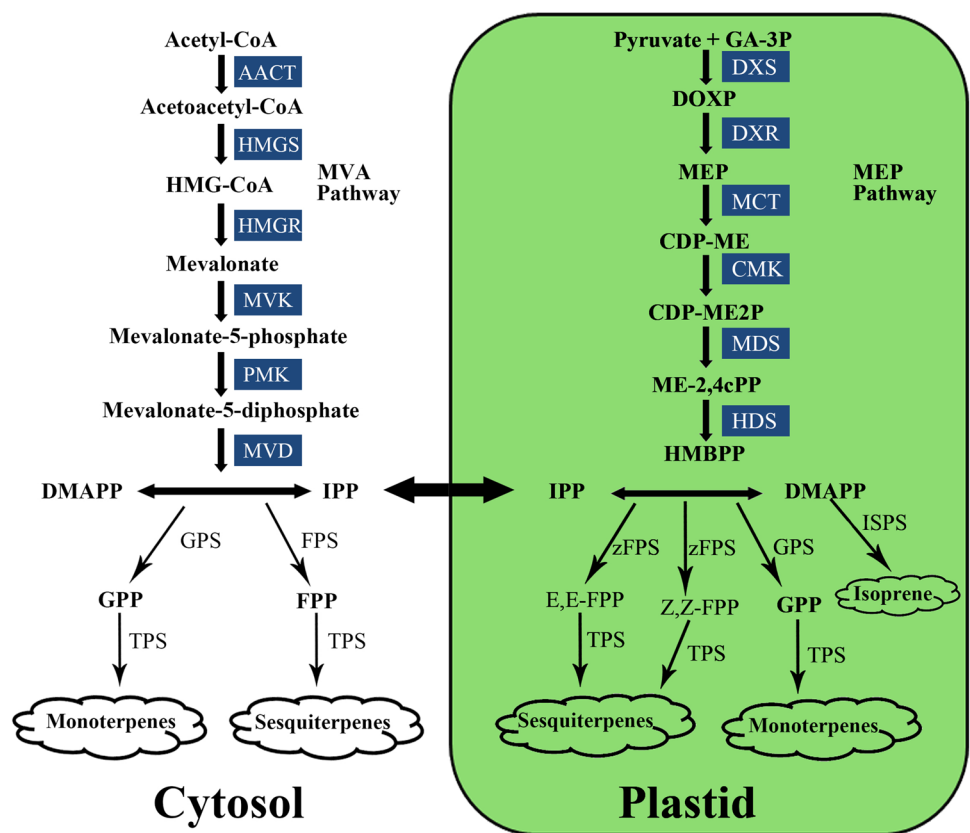 Acetyl-CoA
AACT
Acetoacetyl-CoA
HMGS
MVA
Pathway
HMG-CoA
HMGR
Mevalonate
MVK
Mevalonate-5-phosphate
PMK
Mevalonate-5-diphosphate
MVD
DMAPP
IPP
GPS
FPS
GPP
FPP
TPS
TPS
Monoterpenes
Sesquiterpenes
Cytosol
Pyruvate + GA-3P
DXS
DOXP
DXR
MEP
MEP
Pathway
MCT
CDP-ME
CMK
CDP-ME2P
MDS
ME-2,4cPP
HDS
HMBPP
IPP
DMAPP
ISPS
zFPS
zFPS
GPS
Isoprene
E,E-FPP
Z,Z-FPP
GPP
TPS
TPS
TPS
Sesquiterpenes
Monoterpenes
Plastid